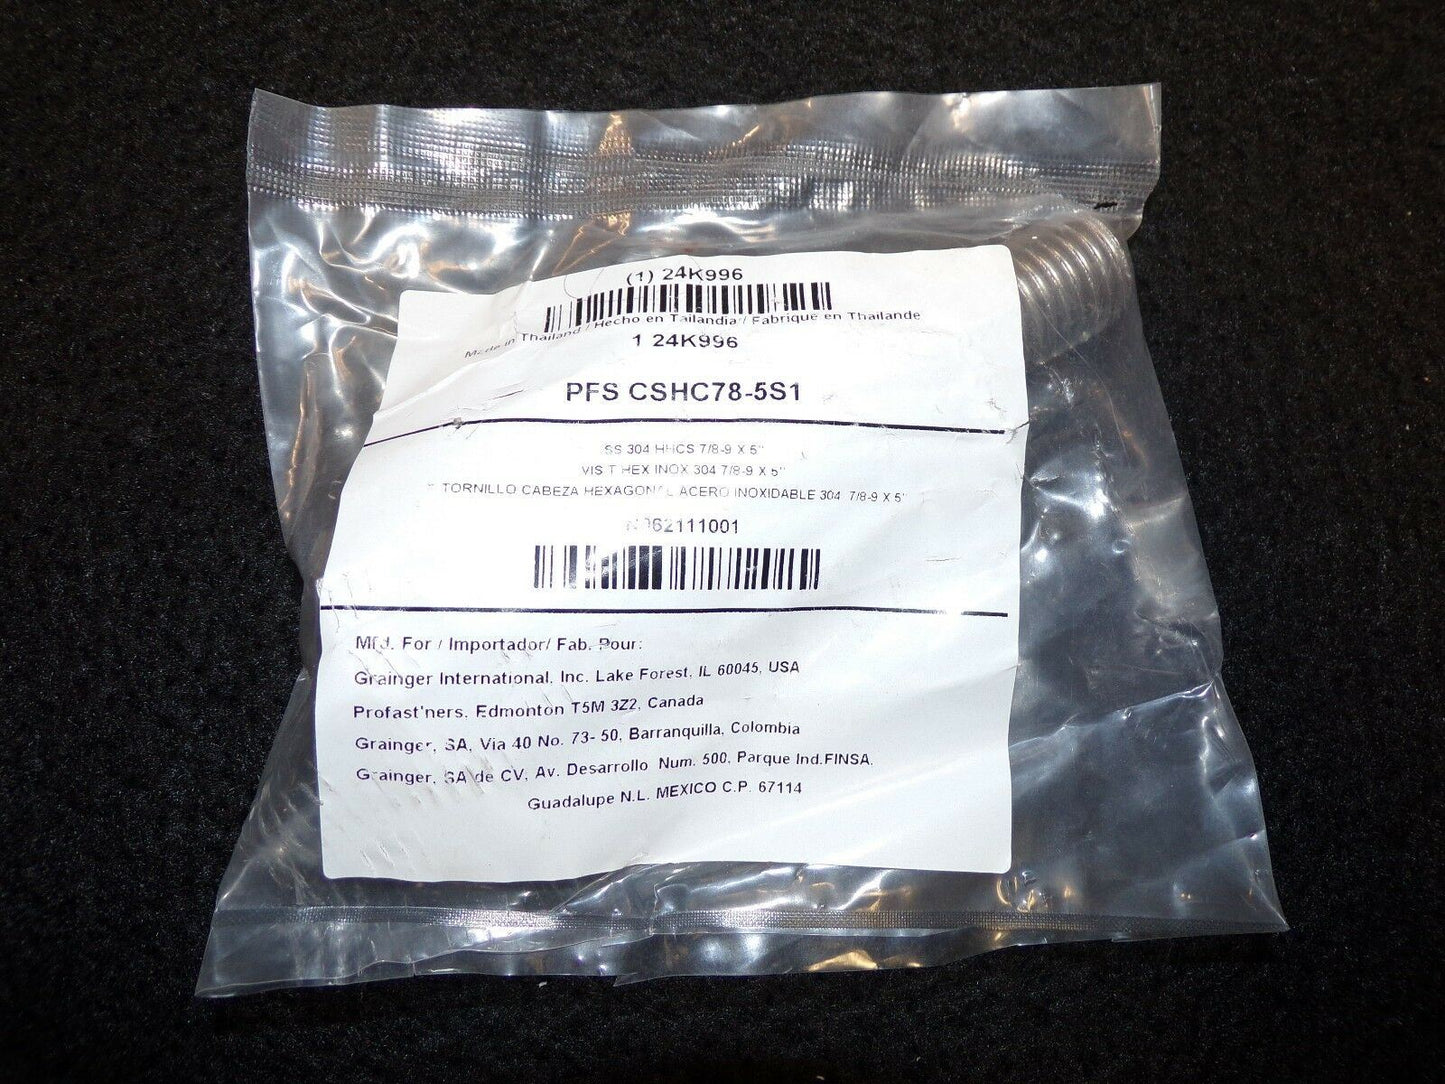 (1) 24K996
Made in Thailand / Hecho en Tailandia / Fabrique en Thailande
1 24K996
PFS CSHC78-5S1
SS 304 HHCS 7/8-9 X 5"
VIS T HEX INOX 304 7/8-9 X 5"
TORNILLO CABEZA HEXAGONAL ACERO INOXIDABLE 304 7/8-9 X 5"
Mfd. For / Importador/ Fab. Pour:
Grainger International, Inc. Lake Forest, IL 60045, USA
Profast'ners, Edmonton T5M 3Z2, Canada
Grainger, SA, Via 40 No. 73- 50, Barranquilla, Colombia
Grainger, SA de CV, Av. Desarrollo Num. 500, Parque Ind.FINSA,
Guadalupe N.L. MEXICO C.P. 67114